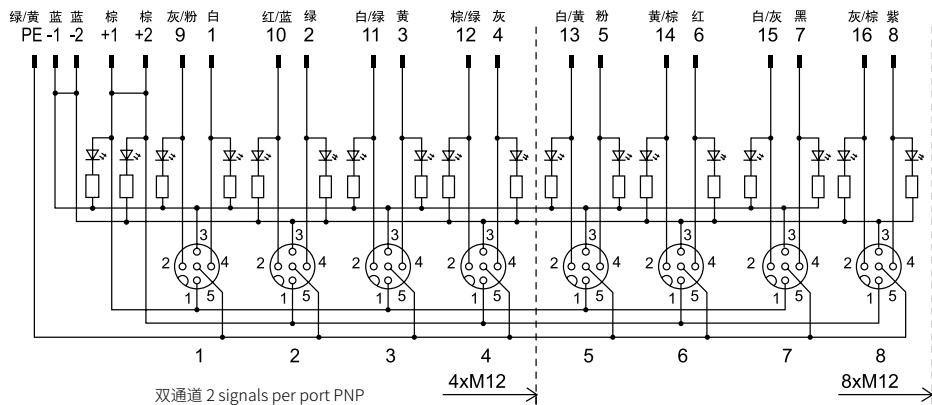 绿/黄 蓝 蓝 棕 棕 灰/粉 白 红/蓝 绿 白/绿 黄 棕/绿 灰 白/黄 粉 黄/棕 红 白/灰 黑 灰/棕 紫
PE -1 -2 +1 +2 9 1 10 2 11 3 12 4 13 5 14 6 15 7 16 8
3 3 3 3 3 3 3 3
2 4 2 4 2 4 2 4 2 4 2 4 2 4 2 4
1 5 1 5 1 5 1 5 1 5 1 5 1 5 1 5
1 2 3 4 5 6 7 8
双通道 2 signals per port PNP 4xM12 8xM12